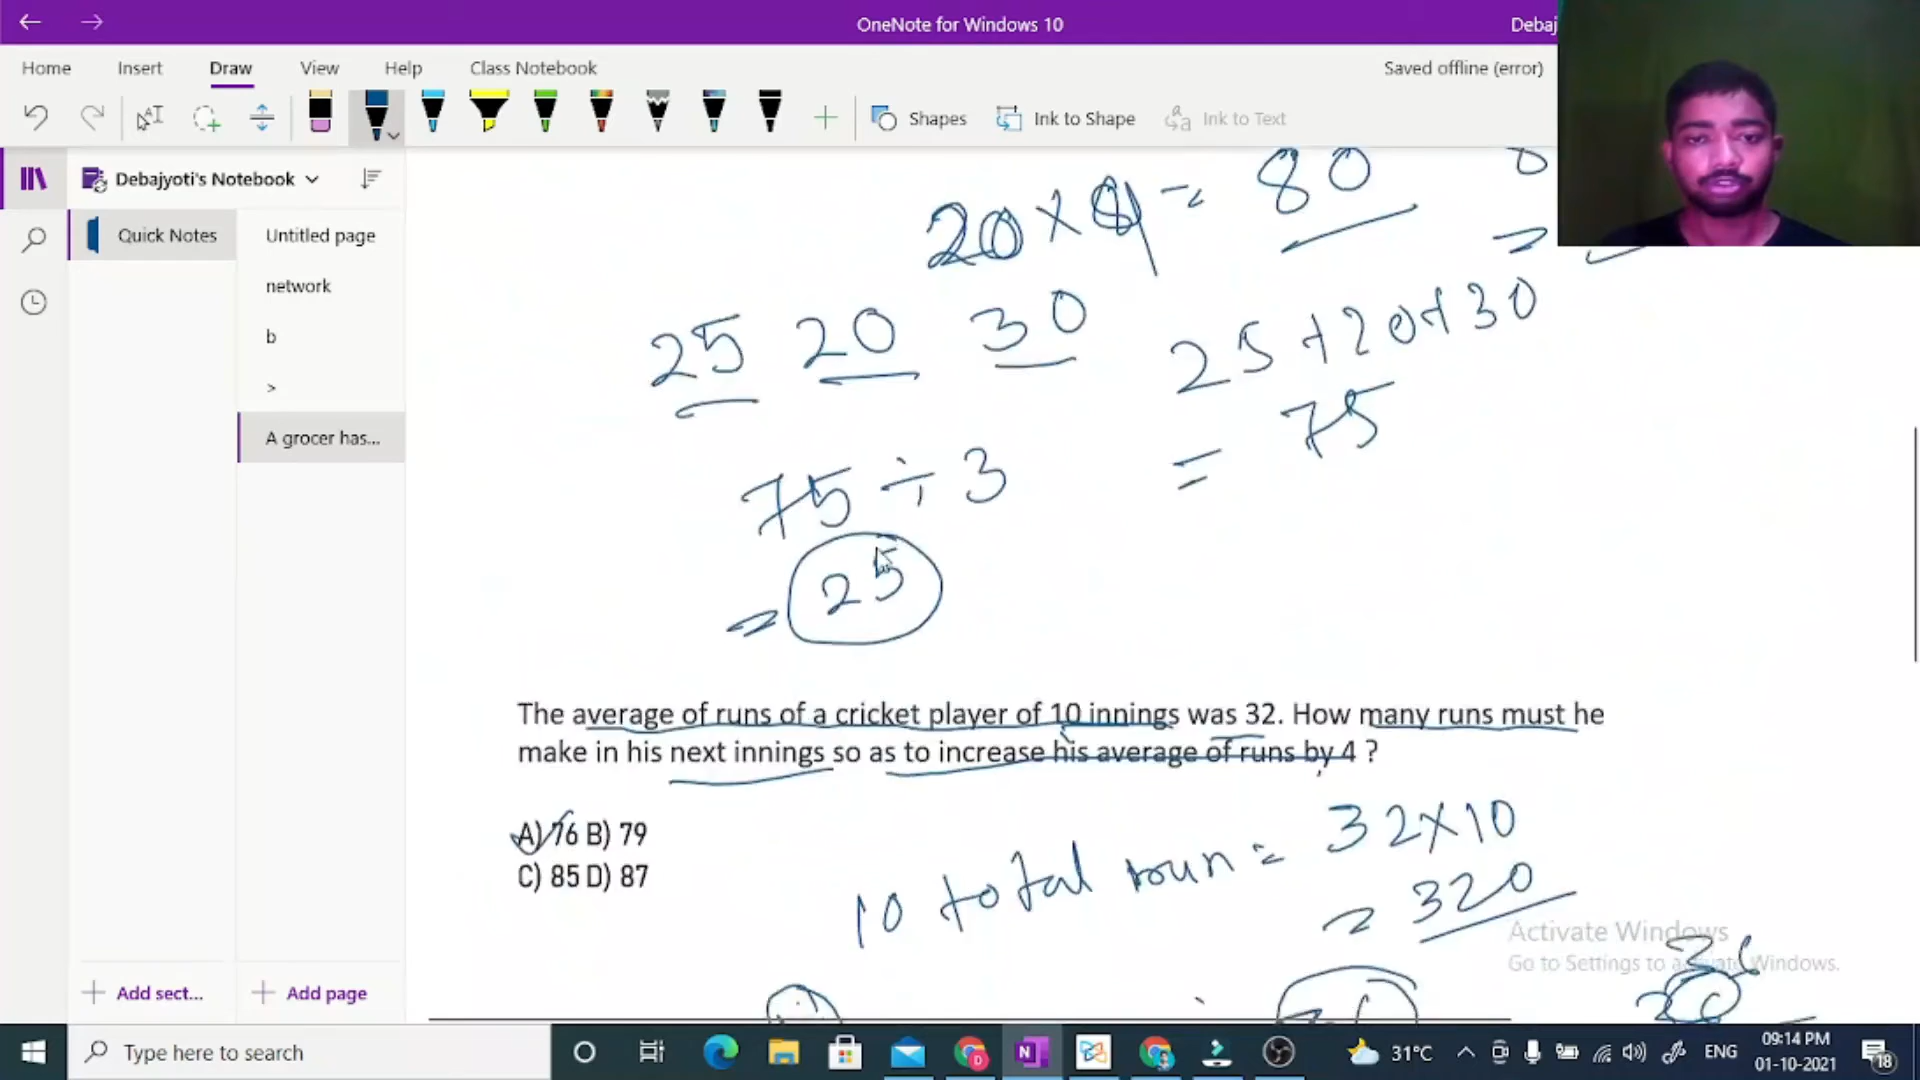 OneNote for Windows 10
Debaj
Home Insert Draw View Help Class Notebook Saved offline (error)
Shapes Ink to Shape Ink to Text
Debajyoti's Notebook
Quick Notes
Untitled page
network
b
>
A grocer has...
20 × 4 = 80
25 20 30
25 + 20 + 30
= 75
75 ÷ 3
= 25
The average of runs of a cricket player of 10 innings was 32. How many runs must he
make in his next innings so as to increase his average of runs by 4 ?
A) 76 B) 79
C) 85 D) 87
10 total run = 32×10
= 320
Activate Windows
Go to Settings to activate Windows.
Add sect...
Add page
Type here to search
31°C
ENG
09:14 PM
01-10-2021
18